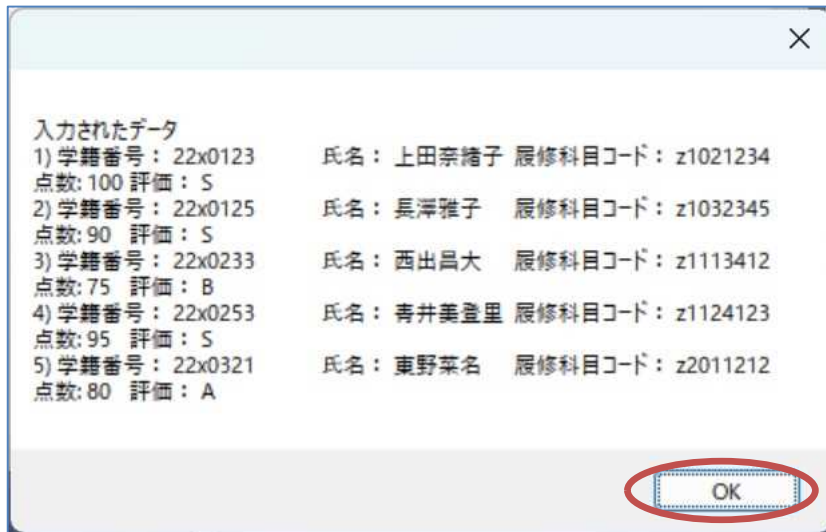 入力されたデータ
1) 学籍番号： 22x0123 氏名： 上田奈緒子 履修科目コード： z1021234
点数: 100 評価： S
2) 学籍番号： 22x0125 氏名： 長澤雅子 履修科目コード： z1032345
点数: 90 評価： S
3) 学籍番号： 22x0233 氏名： 西出昌大 履修科目コード： z1113412
点数: 75 評価： B
4) 学籍番号： 22x0253 氏名： 青井美登里 履修科目コード： z1124123
点数: 95 評価： S
5) 学籍番号： 22x0321 氏名： 東野菜名 履修科目コード： z2011212
点数: 80 評価： A
OK